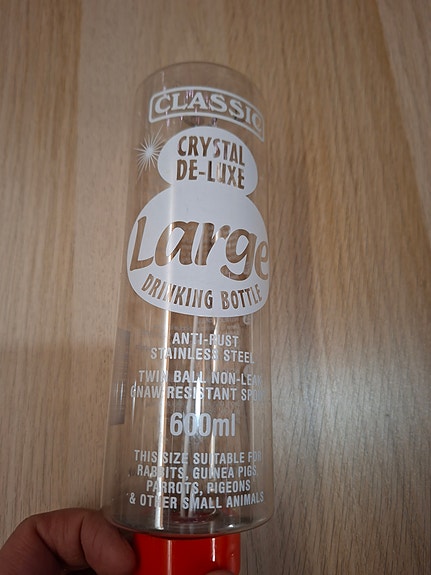 CLASSIC
CRYSTAL
DE-LUXE
Large
DRINKING BOTTLE
ANTI-RUST
STAINLESS STEEL
TWIN BALL NON-LEAK
GNAW RESISTANT
600ml
THIS SIZE SUITABLE FOR
RABBITS, GUINEA PIGS,
PARROTS, PIGEONS
& OTHER SMALL ANIMALS